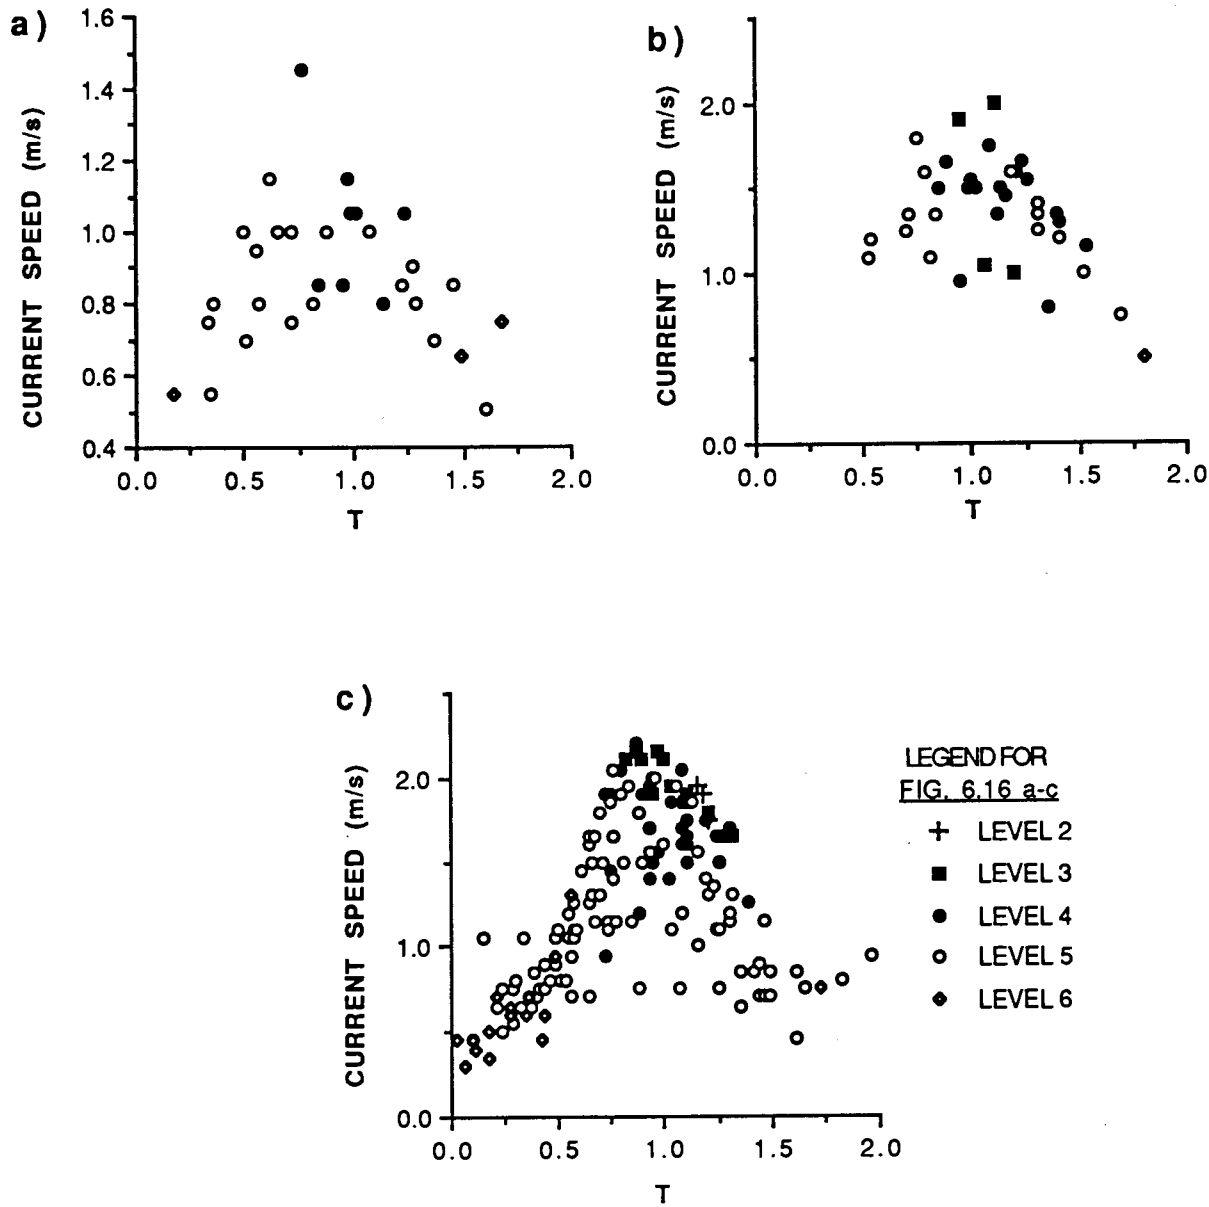 a)
1.6
1.4
1.2
1.0
0.8
0.6
0.4
CURRENT SPEED (m/s)
0.0 0.5 1.0 1.5 2.0
T
b)
2.0
1.0
0.0
CURRENT SPEED (m/s)
0.0 0.5 1.0 1.5 2.0
T
c)
2.0
1.0
0.0
CURRENT SPEED (m/s)
0.0 0.5 1.0 1.5 2.0
T
LEGEND FOR
FIG. 6.16 a-c
LEVEL 2
LEVEL 3
LEVEL 4
LEVEL 5
LEVEL 6